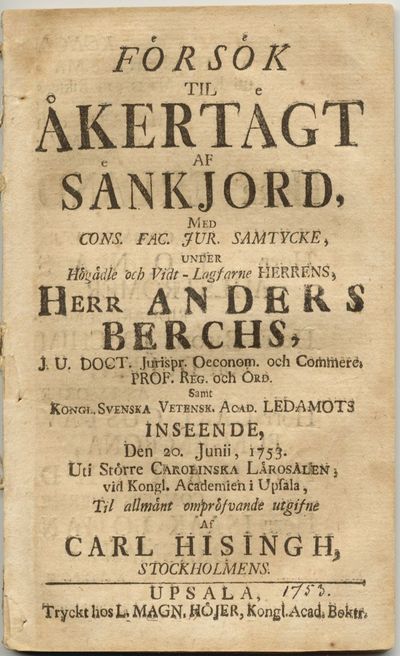 FÖRSÖK
TIL
ÅKERTAGT
AF
SÄNKJORD,
MED
CONS. FAC. JUR. SAMTYCKE,
UNDER
Högädle och Vidt-Lagfarne HERRENS,
HERR ANDERS
BERCHS,
J. U. DOCT. Jurispr. Oeconom. och Commerc.
PROF. REG. och ORD.
Samt
KONGL. SVENSKA VETENSK. ACAD. LEDAMOTS
INSEENDE,
Den 20. Junii, 1753.
Uti Större CAROLINSKA LÄROSALEN,
vid Kongl. Academien i Upsala,
Til allmänt ompröfvande utgifne
Af
CARL HISINGH,
STOCKHOLMENS.
UPSALA, 1753.
Tryckt hos L. MAGN. HÖJER, Kongl. Acad. Boktr.